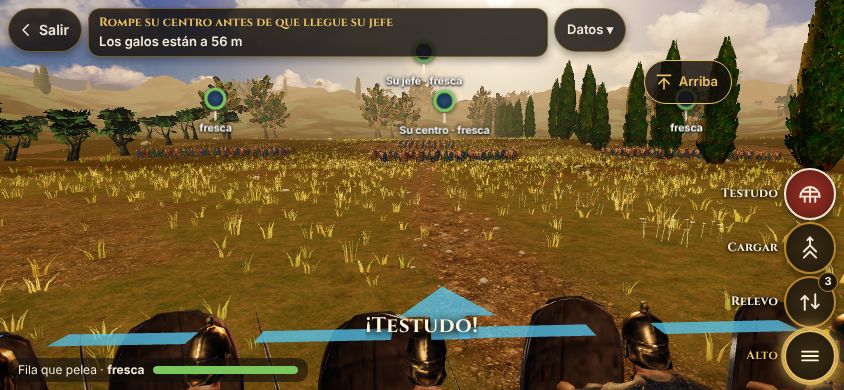 Salir
ROMPE SU CENTRO ANTES DE QUE LLEGUE SU JEFE
Los galos están a 56 m
Datos ▾
Su jefe · fresca
Arriba
fresca
Su centro · fresca
fresca
TESTUDO
CARGAR
3
RELEVO
¡TESTUDO!
ALTO
Fila que pelea · fresca